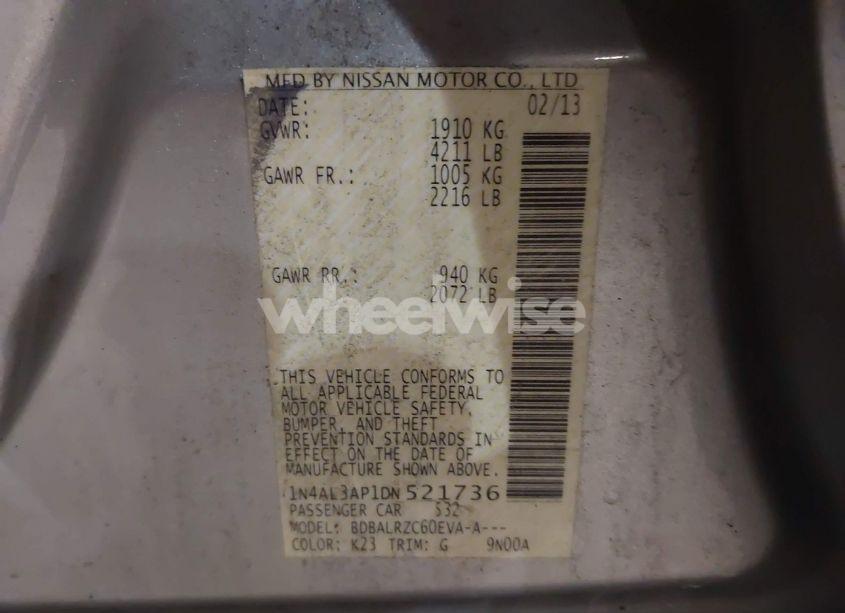 MFD BY NISSAN MOTOR CO., LTD
DATE: 02/13
GVWR: 1910 KG
4211 LB
GAWR FR.: 1005 KG
2216 LB
GAWR RR.: 940 KG
2072 LB
wheelwise
THIS VEHICLE CONFORMS TO
ALL APPLICABLE FEDERAL
MOTOR VEHICLE SAFETY,
BUMPER, AND THEFT
PREVENTION STANDARDS IN
EFFECT ON THE DATE OF
MANUFACTURE SHOWN ABOVE.
1N4AL3AP1DN 521736
PASSENGER CAR S32
MODEL: BDBALRZC60EVA-A---
COLOR: K23 TRIM: G 9N00A